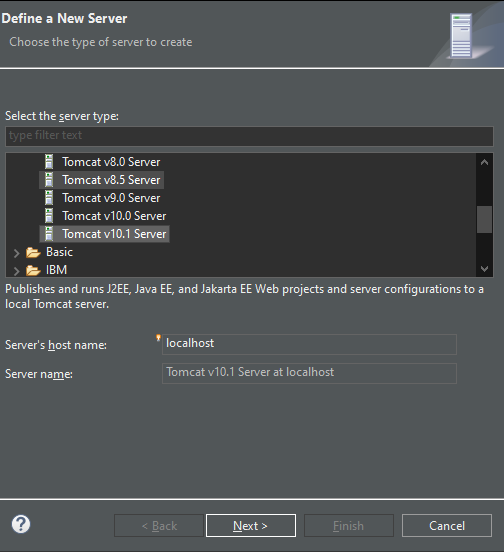 Define a New Server
Choose the type of server to create
Select the server type:
type filter text
Tomcat v8.0 Server
Tomcat v8.5 Server
Tomcat v9.0 Server
Tomcat v10.0 Server
Tomcat v10.1 Server
Basic
IBM
Publishes and runs J2EE, Java EE, and Jakarta EE Web projects and server configurations to a
local Tomcat server.
Server's host name: localhost
Server name: Tomcat v10.1 Server at localhost
? < Back Next > Finish Cancel